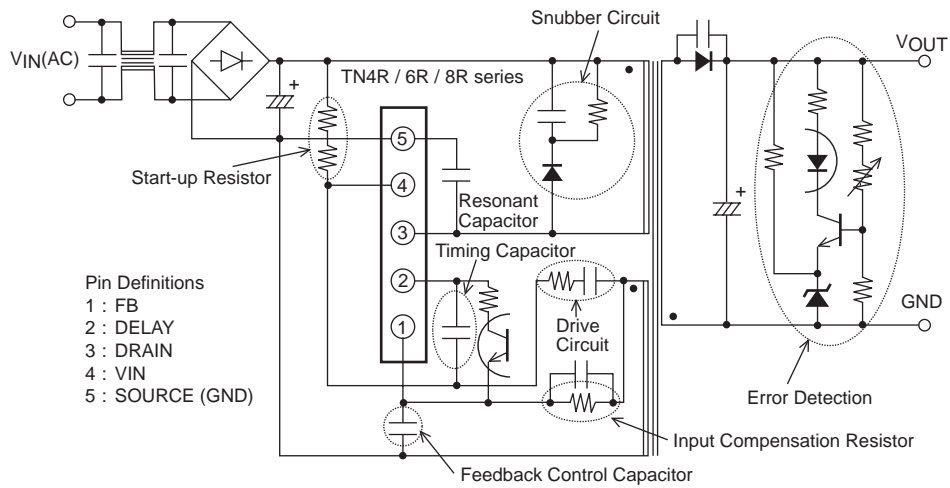 Snubber Circuit
VIN(AC)
VOUT
TN4R / 6R / 8R series
+
+
5
4
3
2
1
Start-up Resistor
Resonant
Capacitor
Timing Capacitor
Pin Definitions
1 : FB
2 : DELAY
3 : DRAIN
4 : VIN
5 : SOURCE (GND)
Drive
Circuit
GND
Error Detection
Input Compensation Resistor
Feedback Control Capacitor